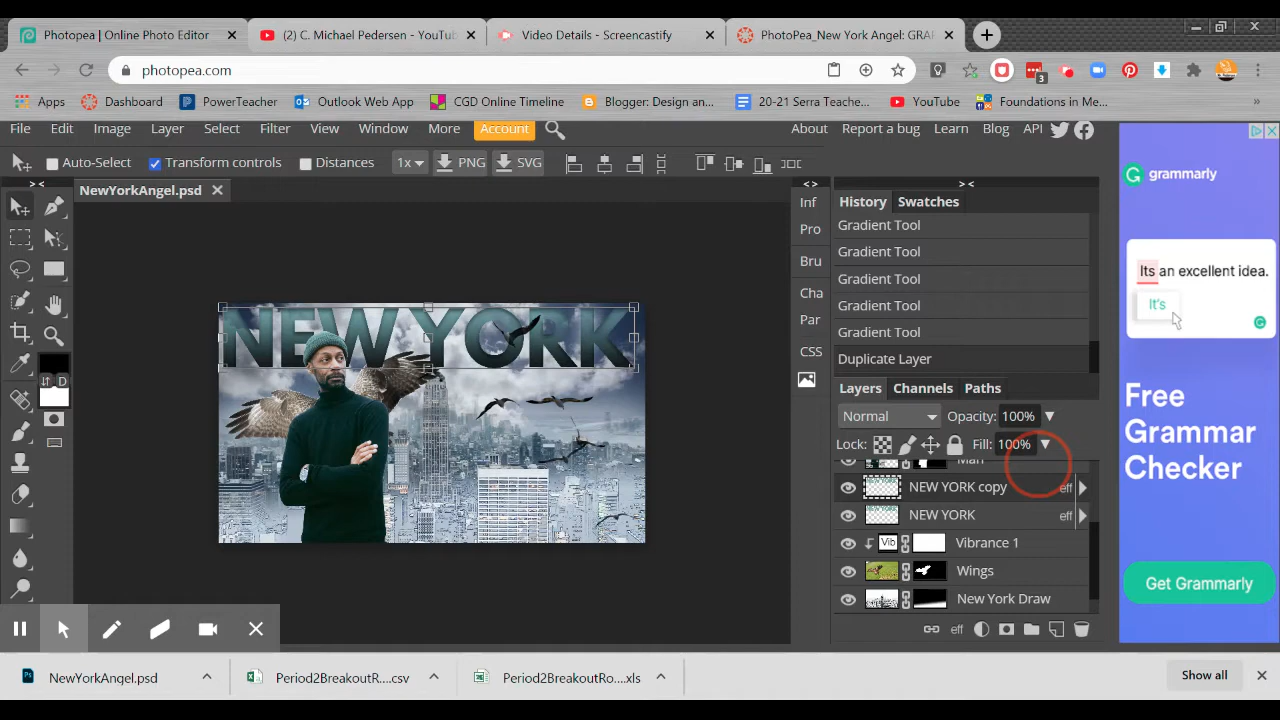 Photopea | Online Photo Editor
(2) C. Michael Pedersen - YouTu
Video Details - Screencastify
PhotoPea_New York Angel: GRAF
photopea.com
3
Apps
Dashboard
PowerTeach...
Outlook Web App
CGD Online Timeline
Blogger: Design an...
20-21 Serra Teache...
YouTube
Foundations in Me...
File Edit Image Layer Select Filter View Window More Account
About Report a bug Learn Blog API
Auto-Select Transform controls Distances 1x PNG SVG
NewYorkAngel.psd
> <
< >
> <
Inf
Pro
Bru
Cha
Par
CSS
History Swatches
Gradient Tool
Gradient Tool
Gradient Tool
Gradient Tool
Gradient Tool
Duplicate Layer
Layers Channels Paths
Normal Opacity: 100%
Lock: Fill: 100%
Man
NEW YORK copy eff
NEW YORK eff
Vib Vibrance 1
Wings
New York Draw
eff
NEW YORK
D
grammarly
Its an excellent idea.
It's
Free
Grammar
Checker
Get Grammarly
NewYorkAngel.psd
Period2BreakoutR....csv
Period2BreakoutRo....xls
Show all